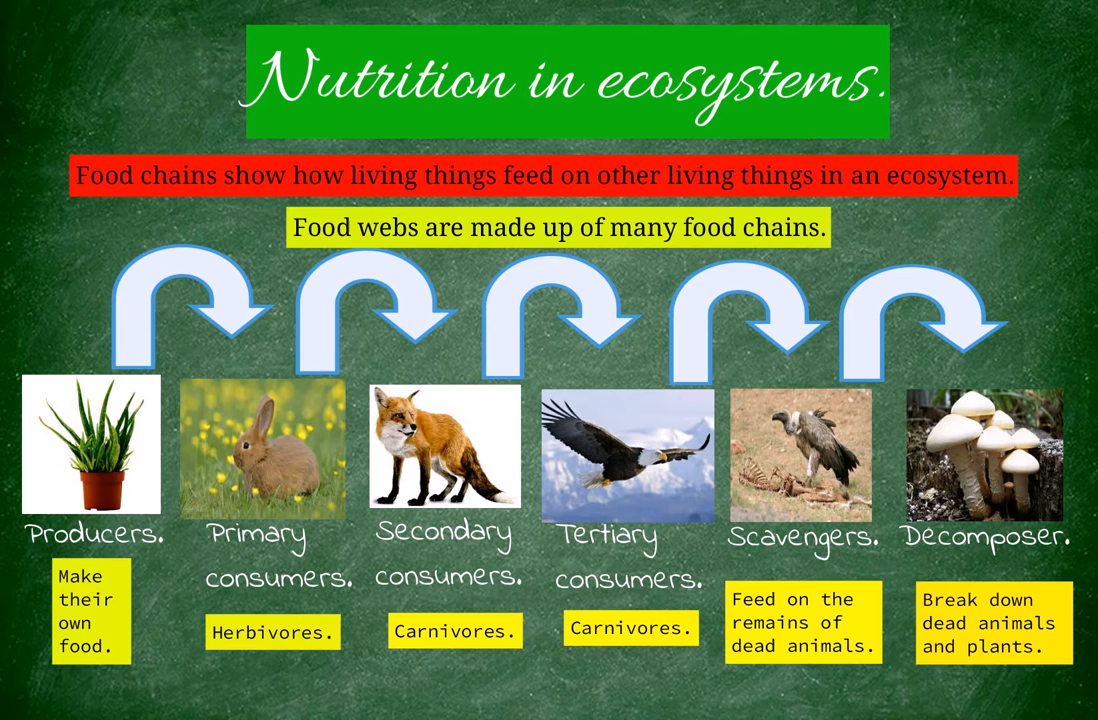 Nutrition in ecosystems.
Food chains show how living things feed on other living things in an ecosystem.
Food webs are made up of many food chains.
Producers.
Make
their
own
food.
Primary
consumers.
Herbivores.
Secondary
consumers.
Carnivores.
Tertiary
consumers.
Carnivores.
Scavengers.
Feed on the
remains of
dead animals.
Decomposer.
Break down
dead animals
and plants.